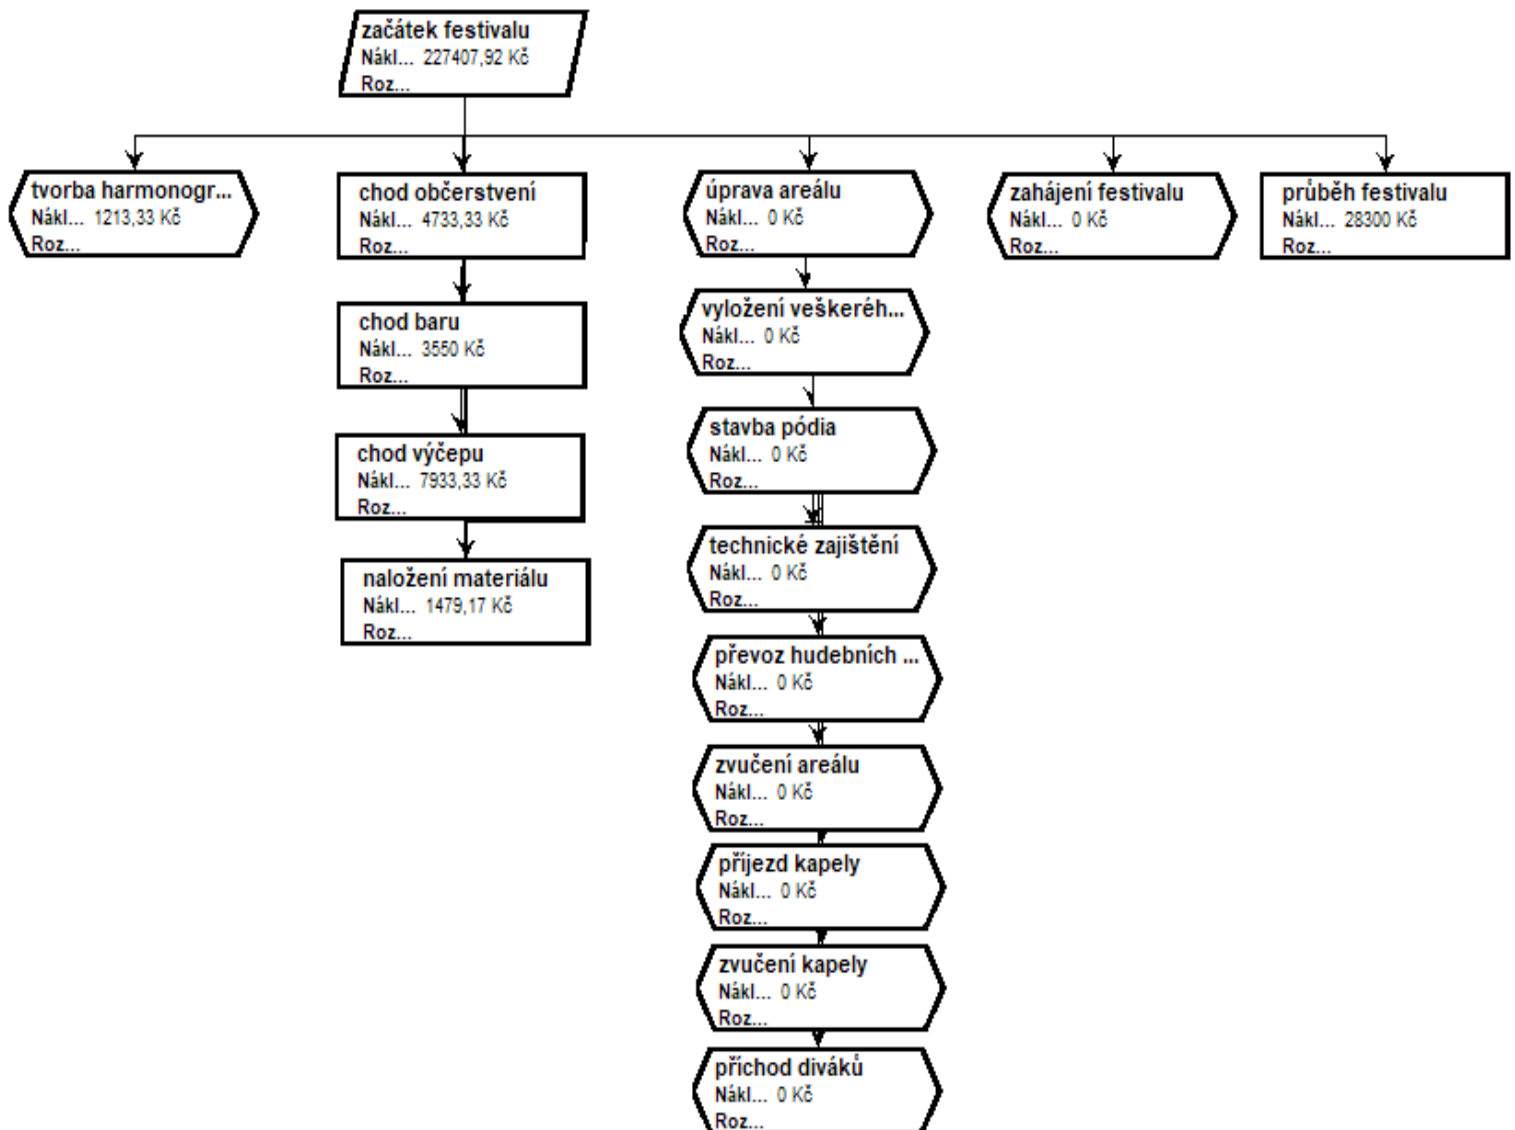 začátek festivalu
Nákl... 227407,92 Kč
Roz...
tvorba harmonogr...
Nákl... 1213,33 Kč
Roz...
chod občerstvení
Nákl... 4733,33 Kč
Roz...
úprava areálu
Nákl... 0 Kč
Roz...
zahájení festivalu
Nákl... 0 Kč
Roz...
průběh festivalu
Nákl... 28300 Kč
Roz...
chod baru
Nákl... 3550 Kč
Roz...
vyložení veškeréh...
Nákl... 0 Kč
Roz...
chod výčepu
Nákl... 7933,33 Kč
Roz...
stavba pódia
Nákl... 0 Kč
Roz...
naložení materiálu
Nákl... 1479,17 Kč
Roz...
technické zajištění
Nákl... 0 Kč
Roz...
převoz hudebních ...
Nákl... 0 Kč
Roz...
zvučení areálu
Nákl... 0 Kč
Roz...
příjezd kapely
Nákl... 0 Kč
Roz...
zvučení kapely
Nákl... 0 Kč
Roz...
příchod diváků
Nákl... 0 Kč
Roz...